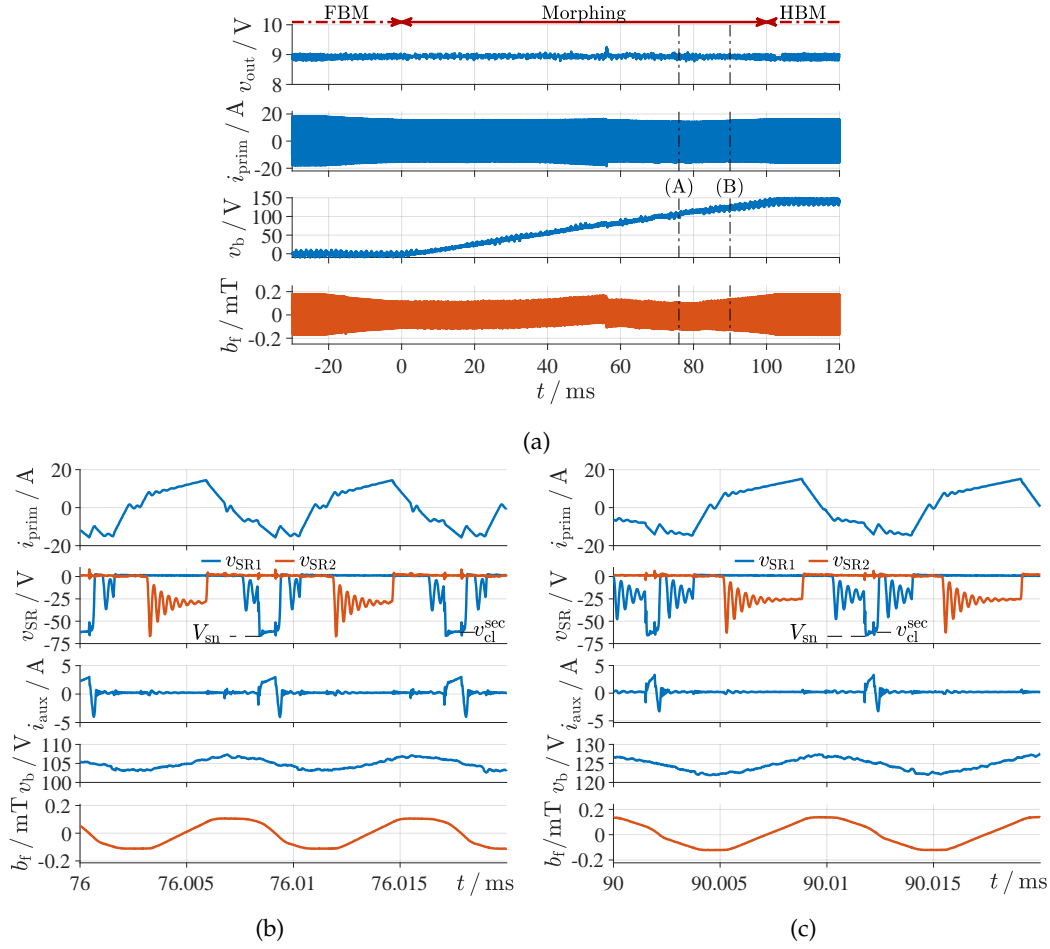 FBM Morphing HBM
10
9
8
v_out / V
20
0
-20
i_prim / A
(A) (B)
150
100
50
0
v_b / V
0.2
0
-0.2
b_f / mT
-20 0 20 40 60 80 100 120
t / ms
(a)
20
0
-20
i_prim / A
v_SR1 v_SR2
0
-25
-50
-75
v_SR / V
V_sn v_cl^sec
5
0
-5
i_aux / A
110
105
100
v_b / V
0.2
0
-0.2
b_f / mT
76 76.005 76.01 76.015 t / ms
(b)
20
0
-20
i_prim / A
v_SR1 v_SR2
0
-25
-50
-75
v_SR / V
V_sn v_cl^sec
5
0
-5
i_aux / A
130
125
120
v_b / V
0.2
0
-0.2
b_f/mT
90 90.005 90.01 90.015 t / ms
(c)